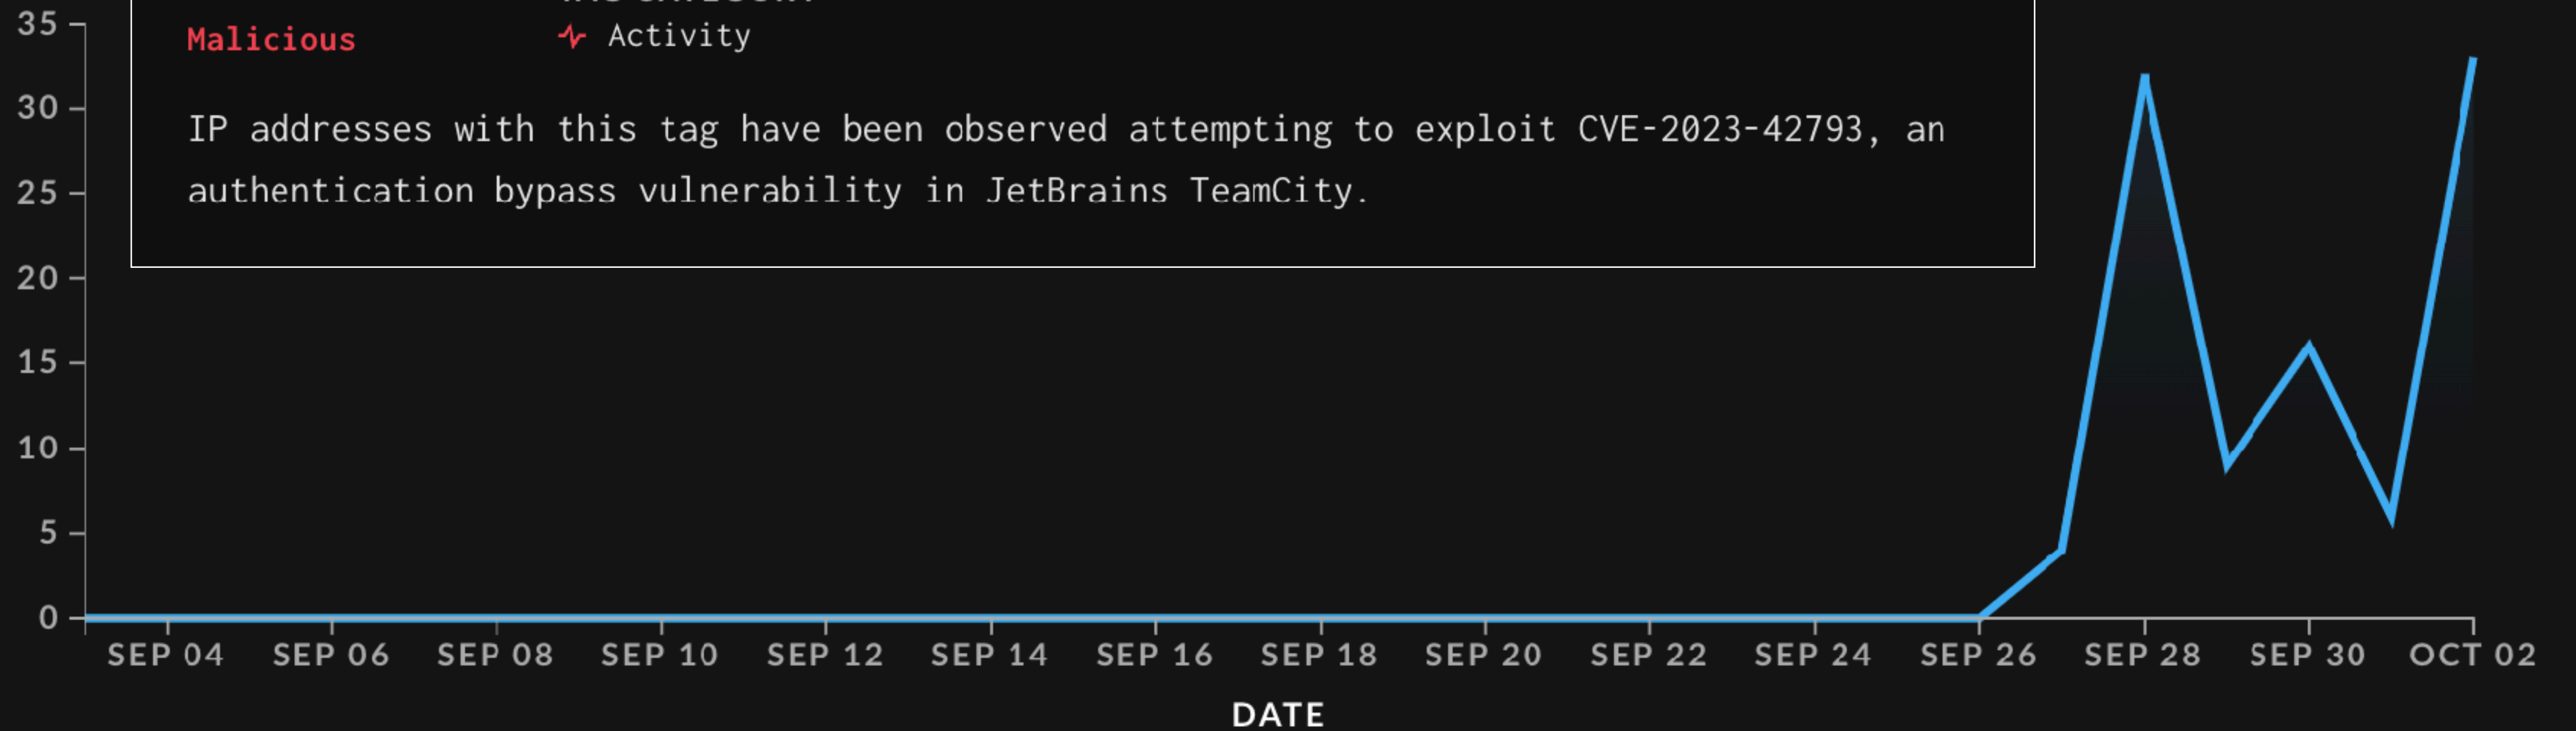 35
Malicious
Activity
30
IP addresses with this tag have been observed attempting to exploit CVE-2023-42793, an
25
authentication bypass vulnerability in JetBrains TeamCity.
20
15
10
5
0
SEP 04 SEP 06 SEP 08 SEP 10 SEP 12 SEP 14 SEP 16 SEP 18 SEP 20 SEP 22 SEP 24 SEP 26 SEP 28 SEP 30 OCT 02
DATE